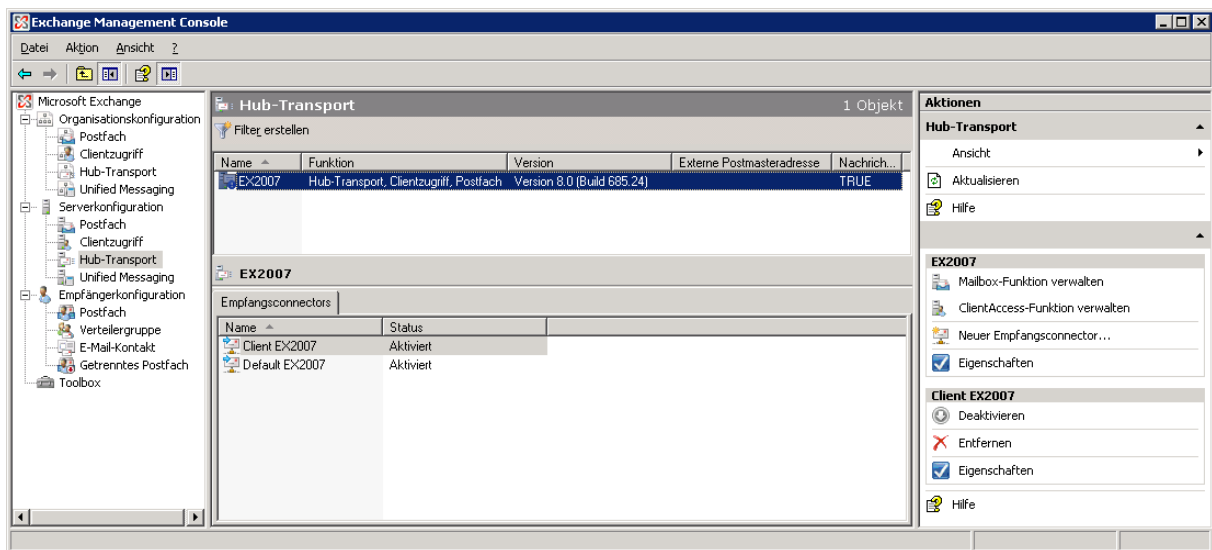 Exchange Management Console
Datei Aktion Ansicht ?
Microsoft Exchange
Organisationskonfiguration
Postfach
Clientzugriff
Hub-Transport
Unified Messaging
Serverkonfiguration
Postfach
Clientzugriff
Hub-Transport
Unified Messaging
Empfängerkonfiguration
Postfach
Verteilergruppe
E-Mail-Kontakt
Getrenntes Postfach
Toolbox
Hub-Transport 1 Objekt
Filter erstellen
Name Funktion Version Externe Postmasteradresse Nachrich...
EX2007 Hub-Transport, Clientzugriff, Postfach Version 8.0 (Build 685.24) TRUE
EX2007
Empfangsconnectors
Name Status
Client EX2007 Aktiviert
Default EX2007 Aktiviert
Aktionen
Hub-Transport
Ansicht
Aktualisieren
Hilfe
EX2007
Mailbox-Funktion verwalten
ClientAccess-Funktion verwalten
Neuer Empfangsconnector...
Eigenschaften
Client EX2007
Deaktivieren
Entfernen
Eigenschaften
Hilfe